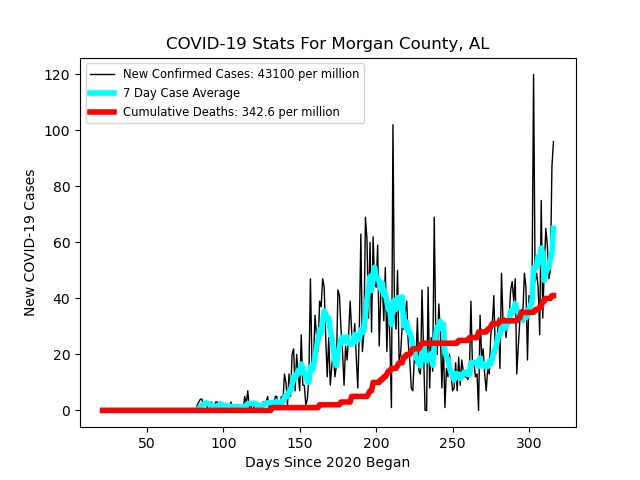 COVID-19 Stats For Morgan County, AL
New Confirmed Cases: 43100 per million
7 Day Case Average
Cumulative Deaths: 342.6 per million
New COVID-19 Cases
120
100
80
60
40
20
0
50 100 150 200 250 300
Days Since 2020 Began